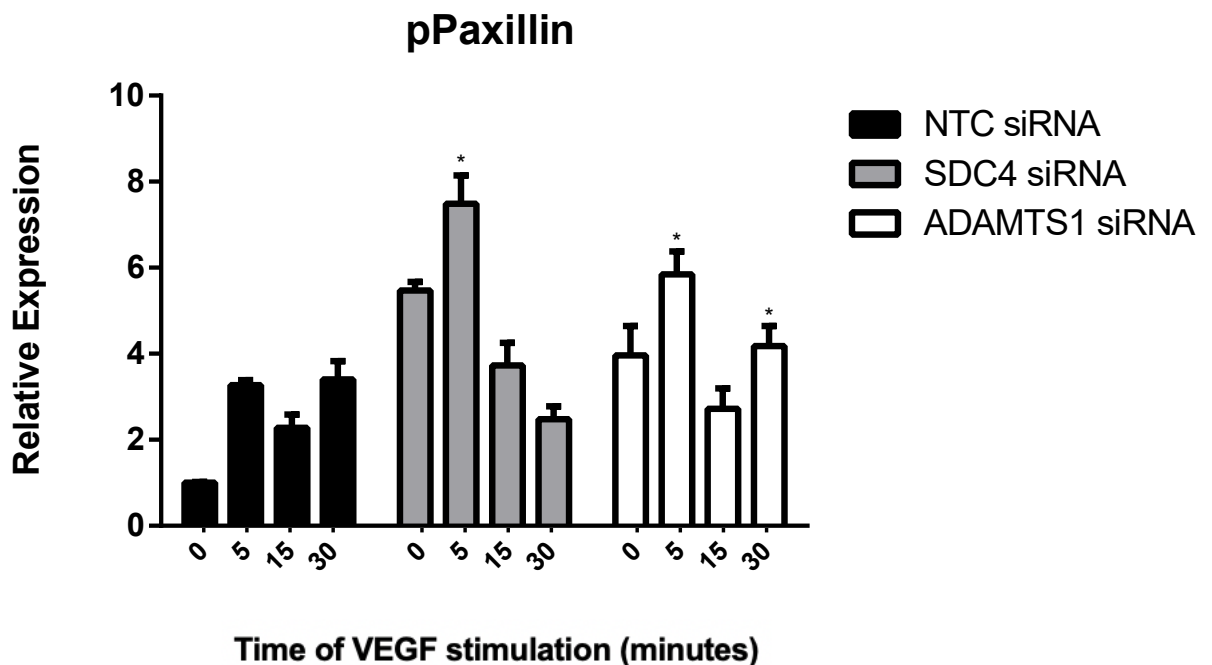 pPaxillin
10
8
6
4
2
0
Relative Expression
* * *
0 5 15 30 0 5 15 30 0 5 15 30
Time of VEGF stimulation (minutes)
NTC siRNA
SDC4 siRNA
ADAMTS1 siRNA